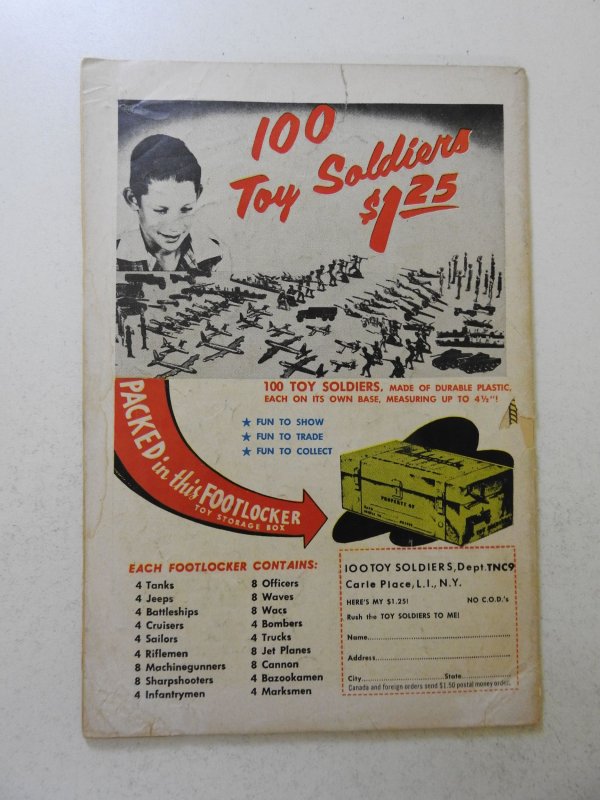 100
Toy Soldiers
$1.25
100 TOY SOLDIERS, MADE OF DURABLE PLASTIC,
EACH ON ITS OWN BASE, MEASURING UP TO 4½"!
★ FUN TO SHOW
★ FUN TO TRADE
★ FUN TO COLLECT
PACKED in this FOOTLOCKER
TOY STORAGE BOX
PROPERTY OF
EACH FOOTLOCKER CONTAINS:
4 Tanks
4 Jeeps
4 Battleships
4 Cruisers
4 Sailors
4 Riflemen
8 Machinegunners
8 Sharpshooters
4 Infantrymen
8 Officers
8 Waves
8 Wacs
4 Bombers
4 Trucks
8 Jet Planes
8 Cannon
4 Bazookamen
4 Marksmen
100 TOY SOLDIERS, Dept. TNC9
Carle Place, L.I., N.Y.
HERE'S MY $1.25! NO C.O.D.'s
Rush the TOY SOLDIERS TO ME!
Name
Address
City State
Canada and foreign orders send $1.50 postal money order.